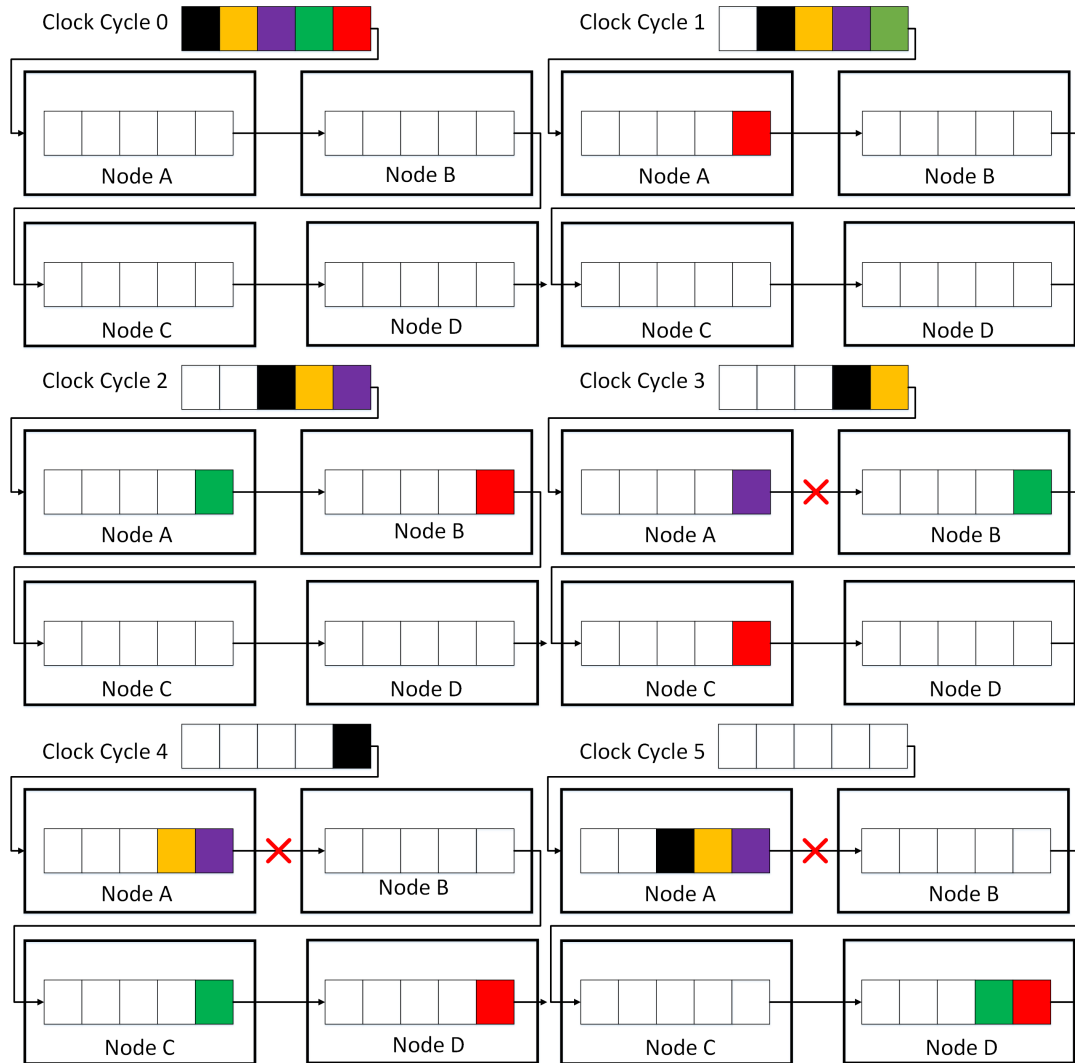 Clock Cycle 0
Clock Cycle 1
Node A
Node B
Node A
Node B
Node C
Node D
Node C
Node D
Clock Cycle 2
Clock Cycle 3
Node A
Node B
Node A
Node B
Node C
Node D
Node C
Node D
Clock Cycle 4
Clock Cycle 5
Node A
Node B
Node A
Node B
Node C
Node D
Node C
Node D